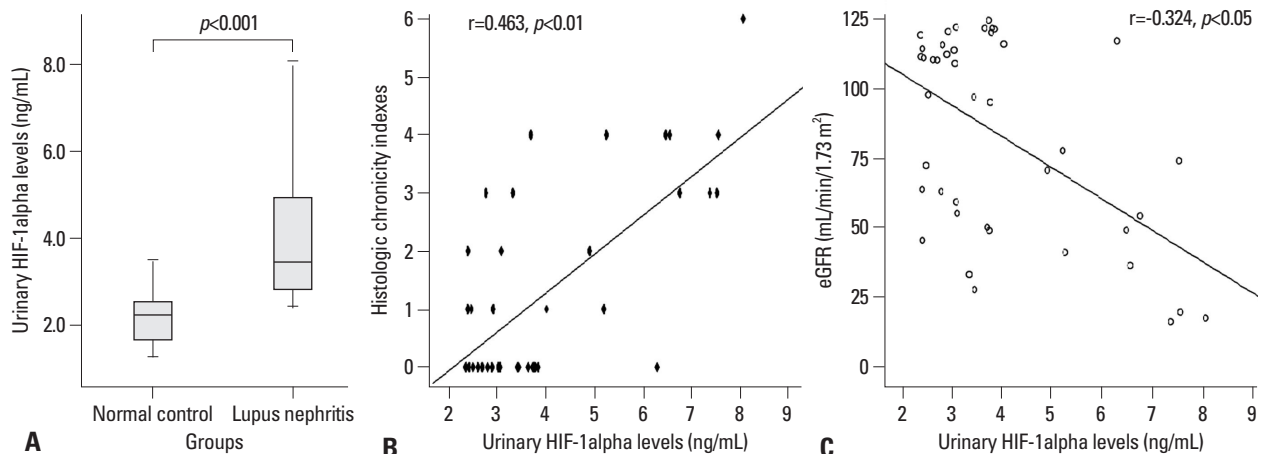 p<0.001
8.0
6.0
4.0
2.0
Urinary HIF-1alpha levels (ng/mL)
Normal control
Lupus nephritis
Groups
A
r=0.463, p<0.01
6
5
4
3
2
1
0
Histologic chronicity indexes
2 3 4 5 6 7 8 9
Urinary HIF-1alpha levels (ng/mL)
B
r=-0.324, p<0.05
125
100
75
50
25
0
eGFR (mL/min/1.73 m²)
2 3 4 5 6 7 8 9
Urinary HIF-1alpha levels (ng/mL)
C